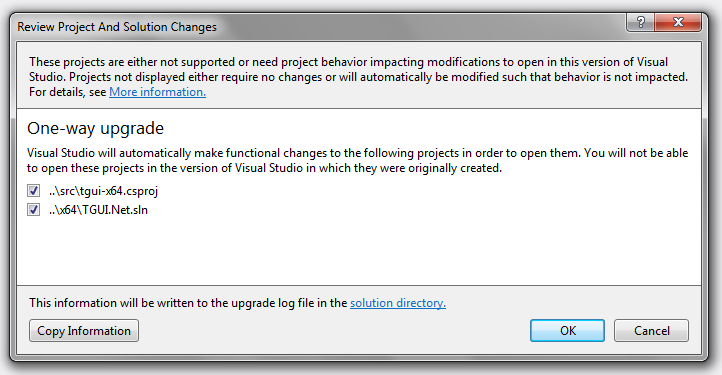 Review Project And Solution Changes
These projects are either not supported or need project behavior impacting modifications to open in this version of Visual
Studio. Projects not displayed either require no changes or will automatically be modified such that behavior is not impacted.
For details, see More information.
One-way upgrade
Visual Studio will automatically make functional changes to the following projects in order to open them. You will not be able
to open these projects in the version of Visual Studio in which they were originally created.
..\src\tgui-x64.csproj
..\x64\TGUI.Net.sln
This information will be written to the upgrade log file in the solution directory.
Copy Information
OK
Cancel